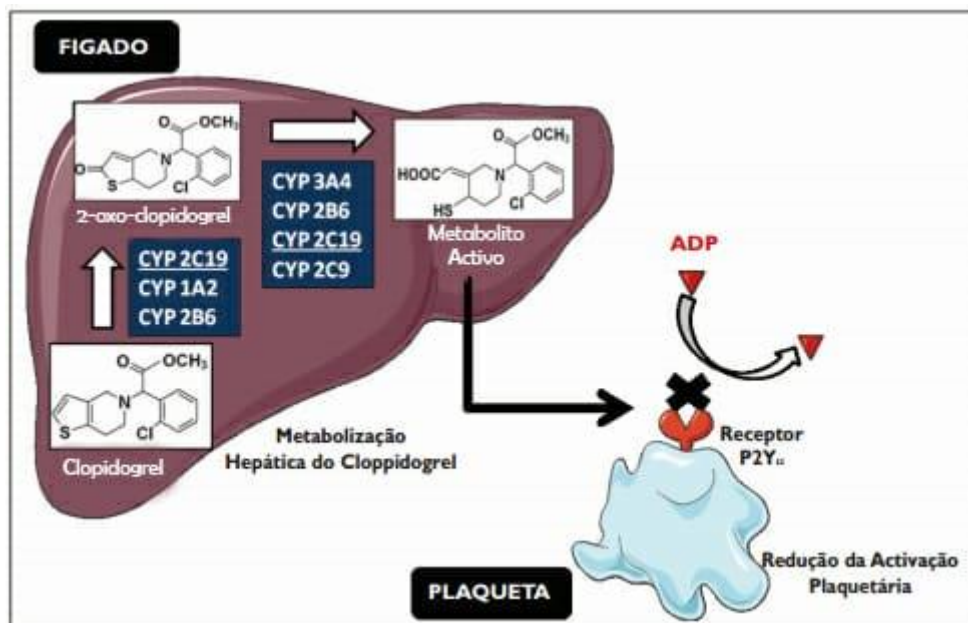 FIGADO
O
OCH₃
N
O
S
Cl
2-oxo-clopidogrel
CYP 3A4
CYP 2B6
CYP 2C19
CYP 2C9
O
OCH₃
HOOC
N
HS
Cl
Metabolito
Activo
CYP 2C19
CYP 1A2
CYP 2B6
O
OCH₃
N
S
Cl
Clopidogrel
Metabolização
Hepática do Cloppidogrel
ADP
Receptor
P2Y₁₂
Redução da Activação
Plaquetária
PLAQUETA